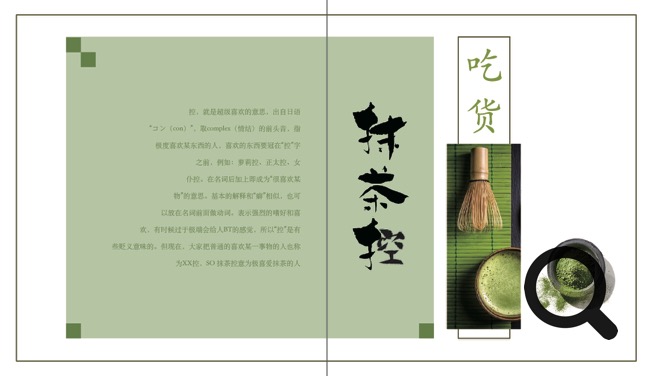 控，就是超级喜欢的意思，出自日语
“コン（con）”，取complex（情结）的前头音，指
极度喜欢某东西的人，喜欢的东西要冠在“控”字
之前，例如：萝莉控，正太控，女
仆控，在名词后加上即成为“很喜欢某
物”的意思，基本的解释和“癖”相似。也可
以放在名词前面做动词，表示强烈的嗜好和喜
欢。有时候过于极端会给人BT的感觉，所以“控”是有
些贬义意味的。但现在，大家把普通的喜欢某一事物的人也称
为XX控。SO 抹茶控意为极喜爱抹茶的人
抹茶控
吃货